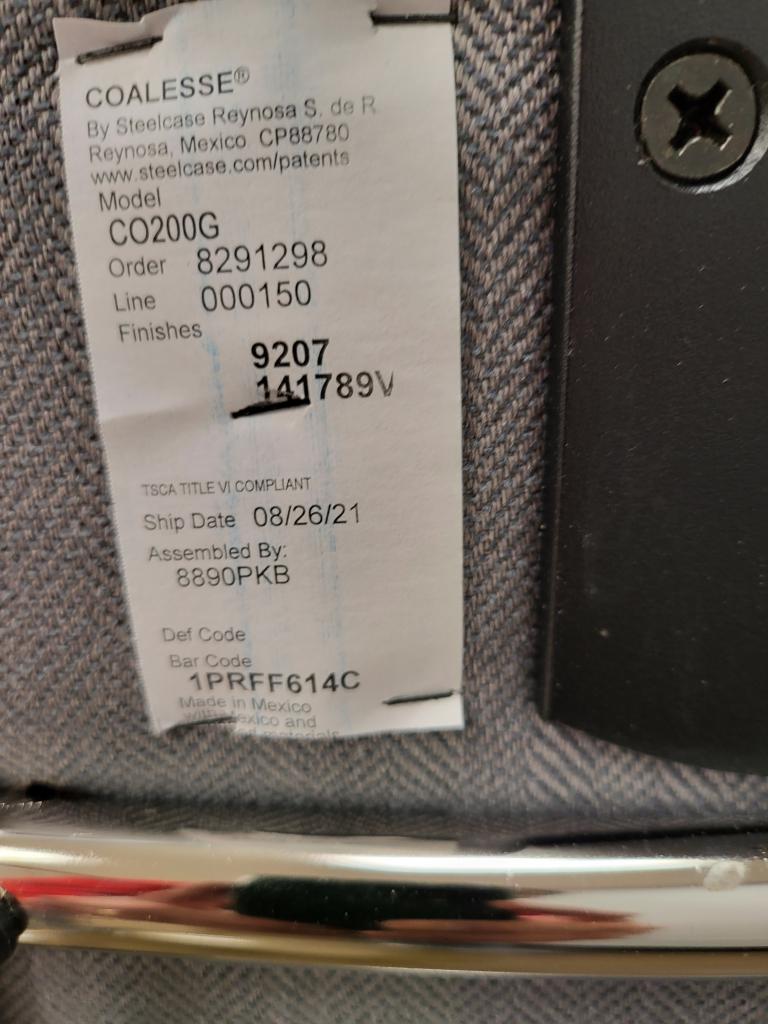 COALESSE®
By Steelcase Reynosa S. de R
Reynosa, Mexico CP88780
www.steelcase.com/patents
Model
CO200G
Order 8291298
Line 000150
Finishes
9207
141789V
TSCA TITLE VI COMPLIANT
Ship Date 08/26/21
Assembled By:
8890PKB
Def Code
Bar Code
1PRFF614C
Made in Mexico
and